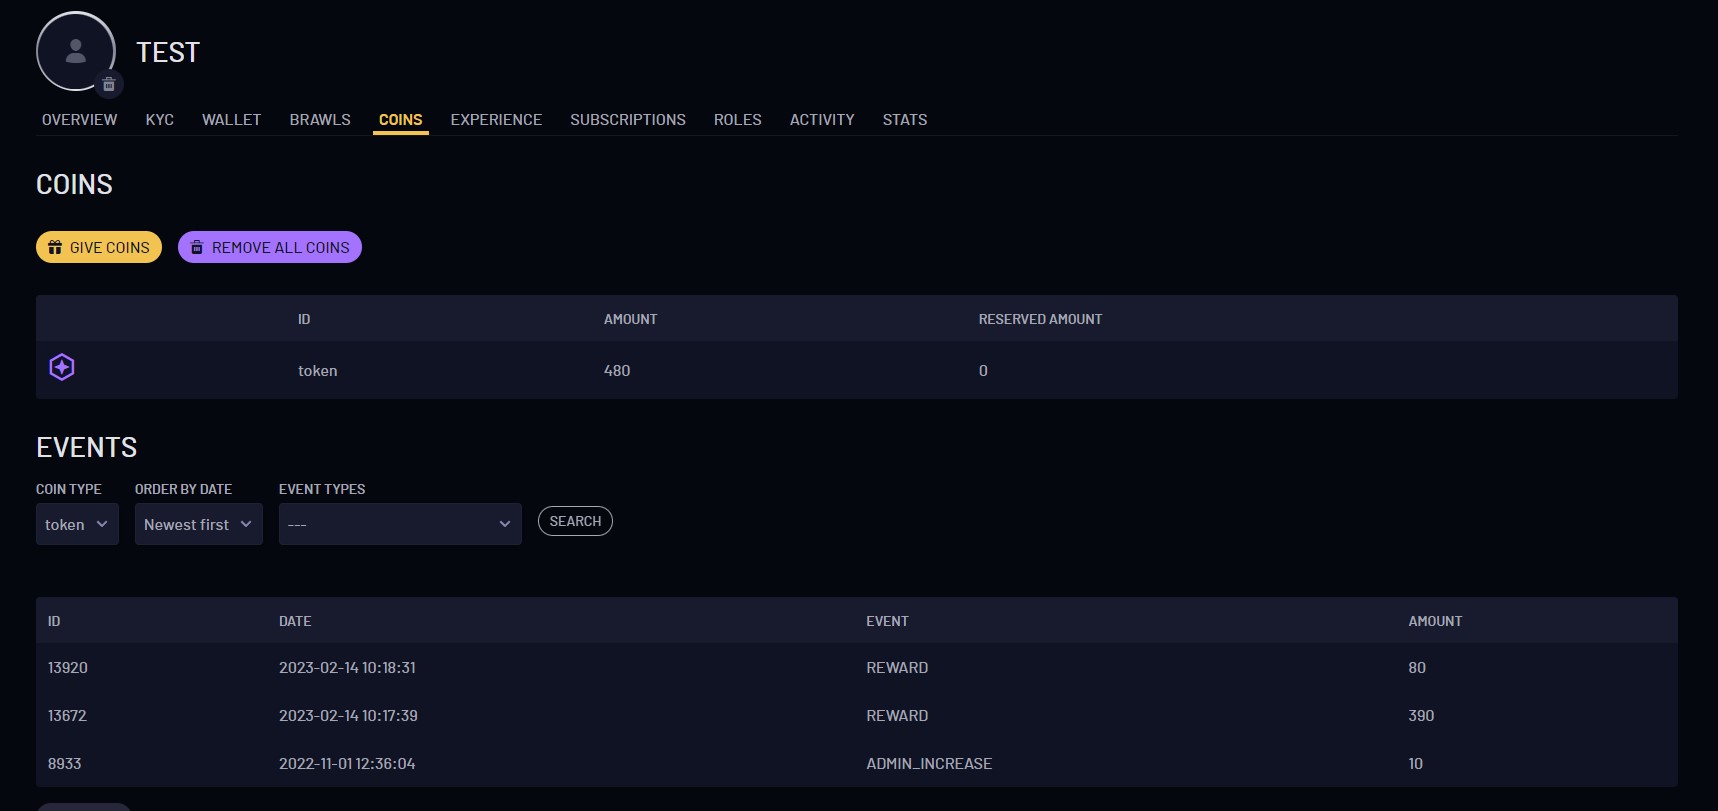 TEST
OVERVIEW KYC WALLET BRAWLS COINS EXPERIENCE SUBSCRIPTIONS ROLES ACTIVITY STATS
COINS
GIVE COINS REMOVE ALL COINS
ID AMOUNT RESERVED AMOUNT
token 480 0
EVENTS
COIN TYPE ORDER BY DATE EVENT TYPES
token Newest first --- SEARCH
ID DATE EVENT AMOUNT
13920 2023-02-14 10:18:31 REWARD 80
13672 2023-02-14 10:17:39 REWARD 390
8933 2022-11-01 12:36:04 ADMIN_INCREASE 10